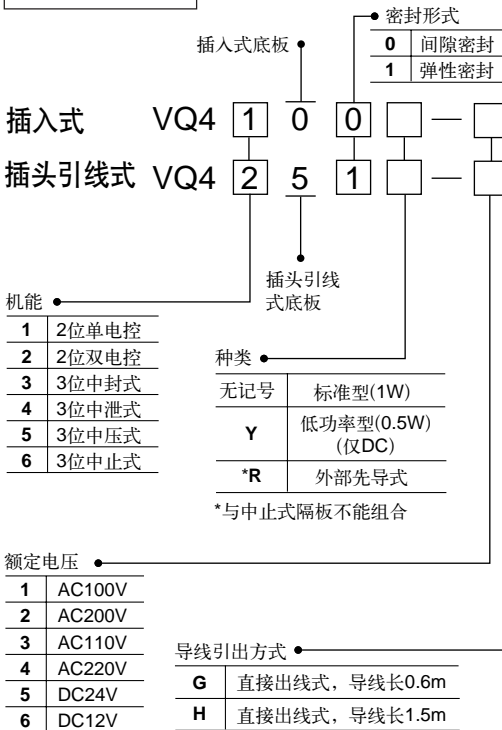 密封形式
插入式底板
0 间隙密封
1 弹性密封
插入式 VQ4 1 0 0 —
插头引线式 VQ4 2 5 1 —
插头引线
式底板
机能
1 2位单电控
2 2位双电控
3 3位中封式
4 3位中泄式
5 3位中压式
6 3位中止式
种类
无记号 标准型(1W)
Y 低功率型(0.5W)
(仅DC)
*R 外部先导式
*与中止式隔板不能组合
额定电压
1 AC100V
2 AC200V
3 AC110V
4 AC220V
5 DC24V
6 DC12V
导线引出方式
G 直接出线式，导线长0.6m
H 直接出线式，导线长1.5m